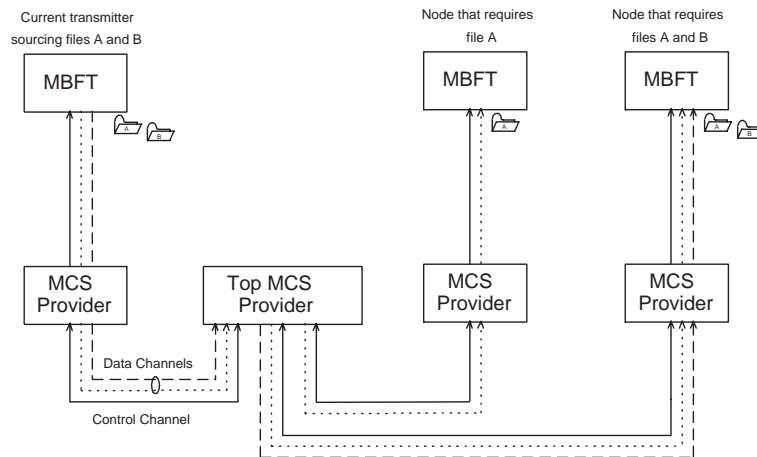 Current transmitter
sourcing files A and B
Node that requires
file A
Node that requires
files A and B
MBFT
MBFT
MBFT
A
B
A
A
B
MCS
Provider
Top MCS
Provider
MCS
Provider
MCS
Provider
Data Channels
Control Channel